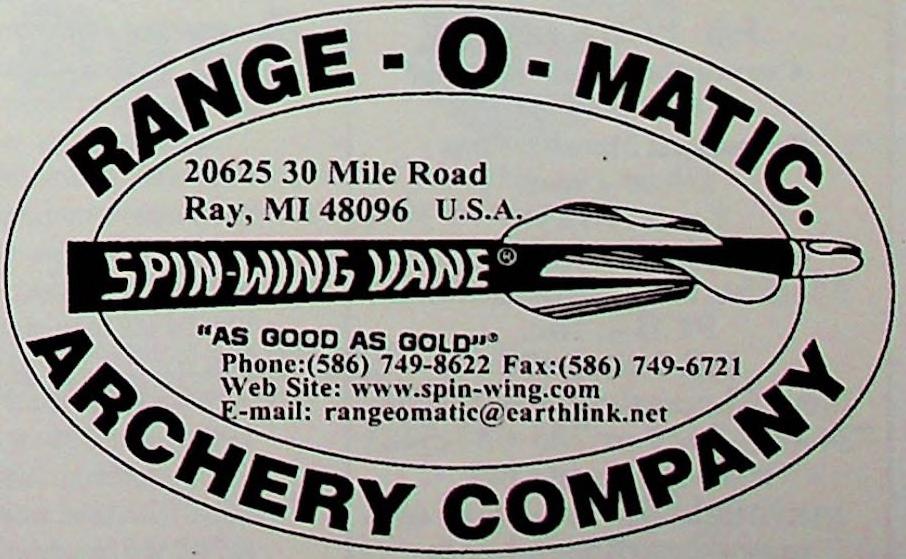 RANGE - O - MATIC.
20625 30 Mile Road
Ray, MI 48096 U.S.A.
SPIN-WING VANE®
"AS GOOD AS GOLD"®
Phone:(586) 749-8622 Fax:(586) 749-6721
Web Site: www.spin-wing.com
E-mail: rangeomatic@earthlink.net
ARCHERY COMPANY